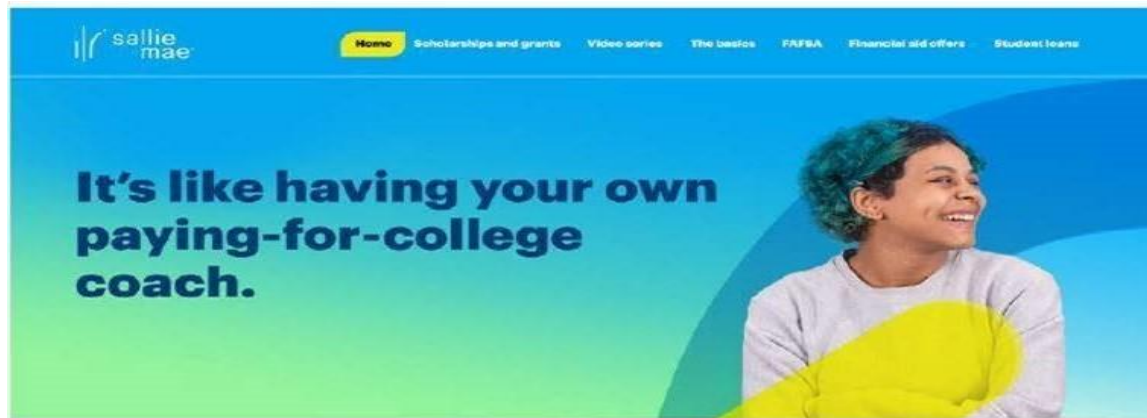 sallie
mae
Home Scholarships and grants Video series The basics FAFSA Financial aid offers Student loans
It's like having your own
paying-for-college
coach.